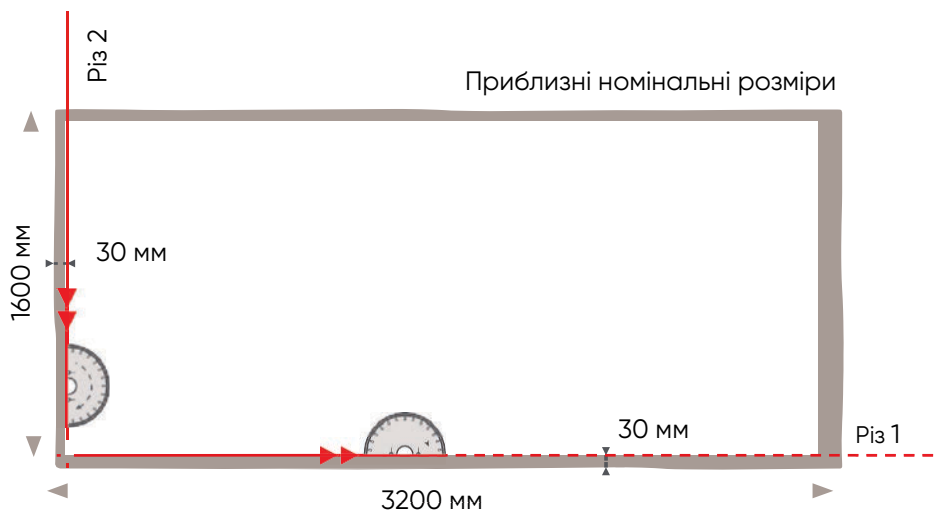 Різ 2
Приблизні номінальні розміри
30 мм
1600 мм
30 мм
Різ 1
3200 мм